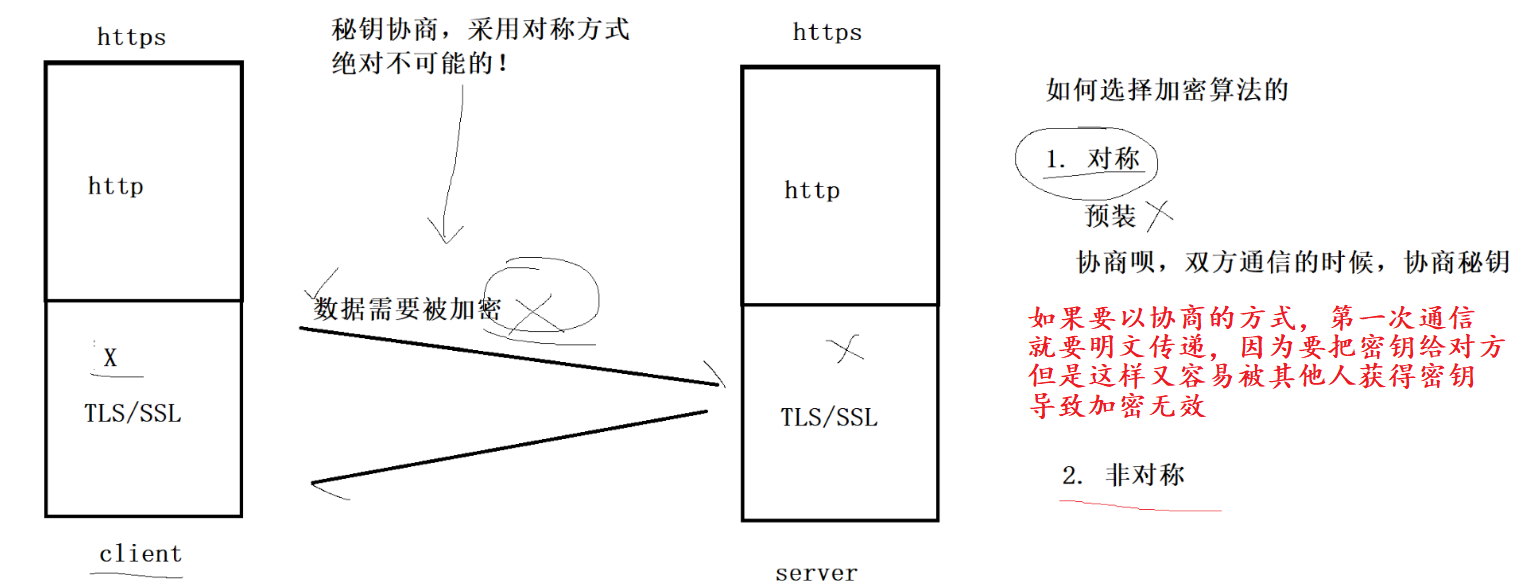 https
http
X
TLS/SSL
client
秘钥协商，采用对称方式
绝对不可能的！
数据需要被加密
https
http
TLS/SSL
server
如何选择加密算法的
1. 对称
预装
协商呗，双方通信的时候，协商秘钥
如果要以协商的方式，第一次通信
就要明文传递，因为要把密钥给对方
但是这样又容易被其他人获得密钥
导致加密无效
2. 非对称